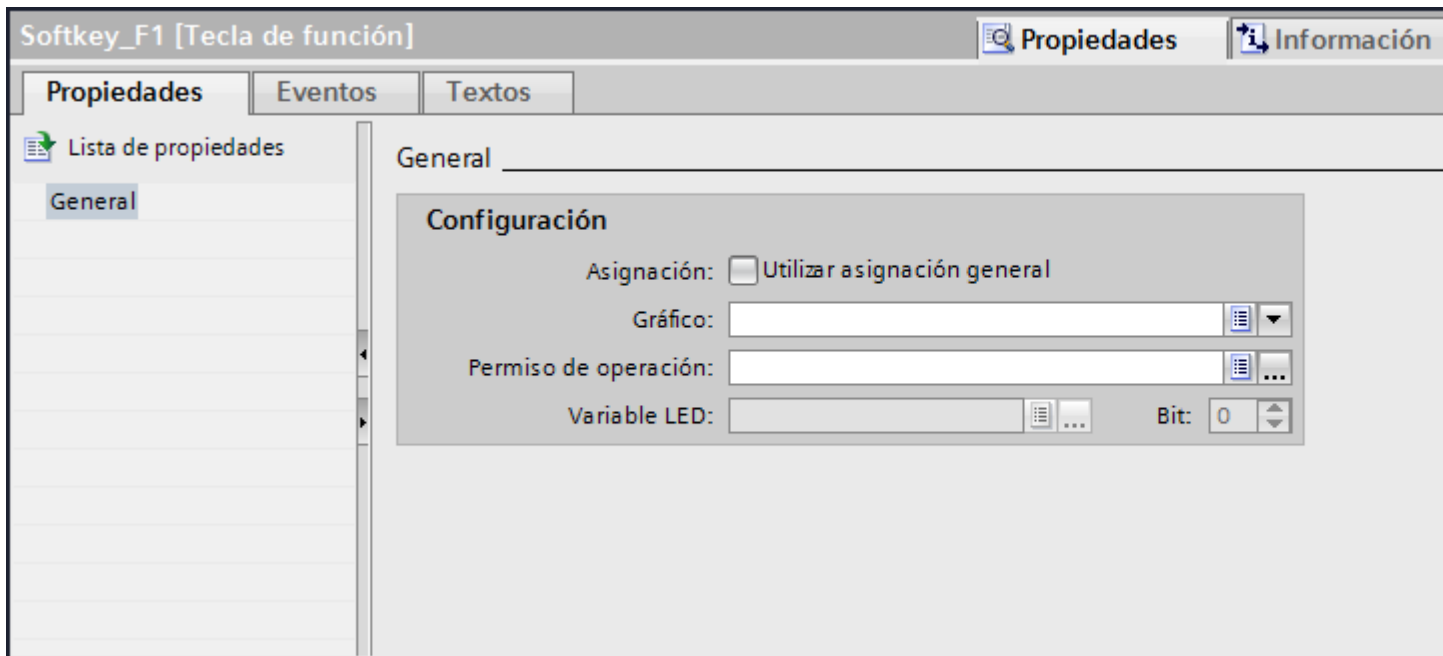 Softkey_F1 [Tecla de función]
Propiedades
Información
Propiedades
Eventos
Textos
Lista de propiedades
General
General
Configuración
Asignación: Utilizar asignación general
Gráfico:
Permiso de operación:
...
Variable LED:
...
Bit: 0